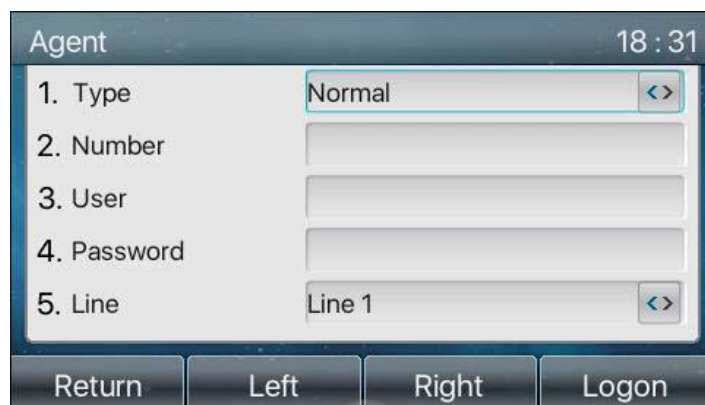 Agent 18 : 31
1. Type Normal <>
2. Number
3. User
4. Password
5. Line Line 1 <>
Return Left Right Logon